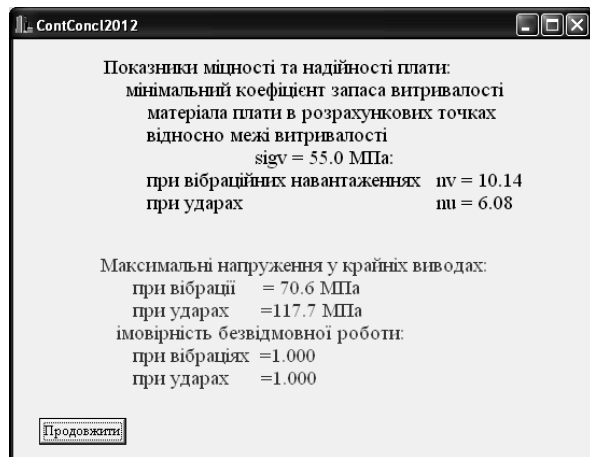 ContConcl2012
Показники міцності та надійності плати:
мінімальний коефіцієнт запаса витривалості
матеріала плати в розрахункових точках
відносно межі витривалості
sigv = 55.0 МПа:
при вібраційних навантаженнях nv = 10.14
при ударах nu = 6.08
Максимальні напруження у крайніх виводах:
при вібрації = 70.6 МПа
при ударах =117.7 МПа
імовірність безвідмовної роботи:
при вібраціях =1.000
при ударах =1.000
Продовжити